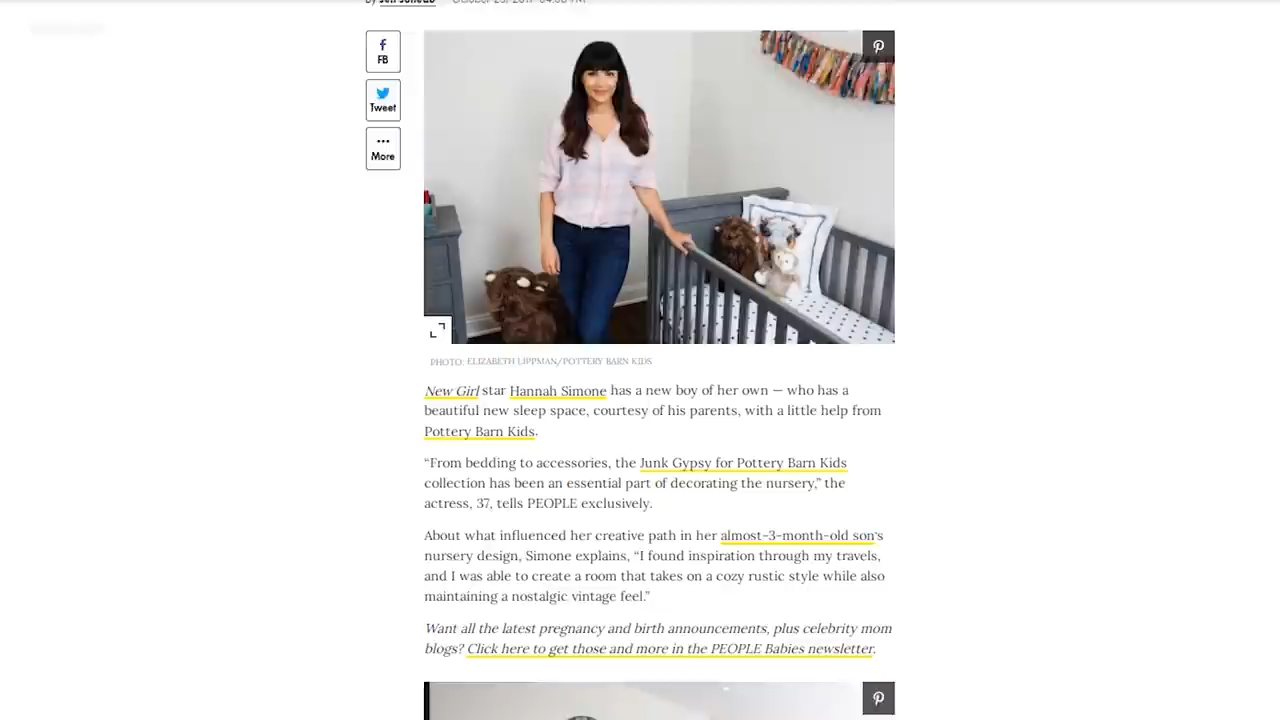 FB
Tweet
More
PHOTO: ELIZABETH LIPPMAN/POTTERY BARN KIDS
New Girl star Hannah Simone has a new boy of her own — who has a
beautiful new sleep space, courtesy of his parents, with a little help from
Pottery Barn Kids.
“From bedding to accessories, the Junk Gypsy for Pottery Barn Kids
collection has been an essential part of decorating the nursery,” the
actress, 37, tells PEOPLE exclusively.
About what influenced her creative path in her almost-3-month-old son's
nursery design, Simone explains, “I found inspiration through my travels,
and I was able to create a room that takes on a cozy rustic style while also
maintaining a nostalgic vintage feel.”
Want all the latest pregnancy and birth announcements, plus celebrity mom
blogs? Click here to get those and more in the PEOPLE Babies newsletter.